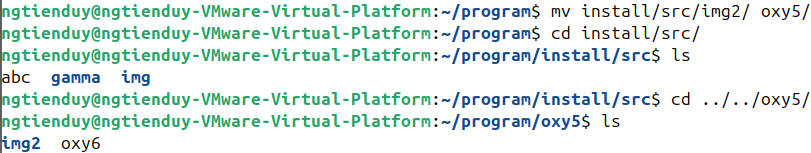 ngtienduy@ngtienduy-VMware-Virtual-Platform:~/program$ mv install/src/img2/ oxy5/
ngtienduy@ngtienduy-VMware-Virtual-Platform:~/program$ cd install/src/
ngtienduy@ngtienduy-VMware-Virtual-Platform:~/program/install/src$ ls
abc  gamma  img
ngtienduy@ngtienduy-VMware-Virtual-Platform:~/program/install/src$ cd ../../oxy5/
ngtienduy@ngtienduy-VMware-Virtual-Platform:~/program/oxy5$ ls
img2  oxy6